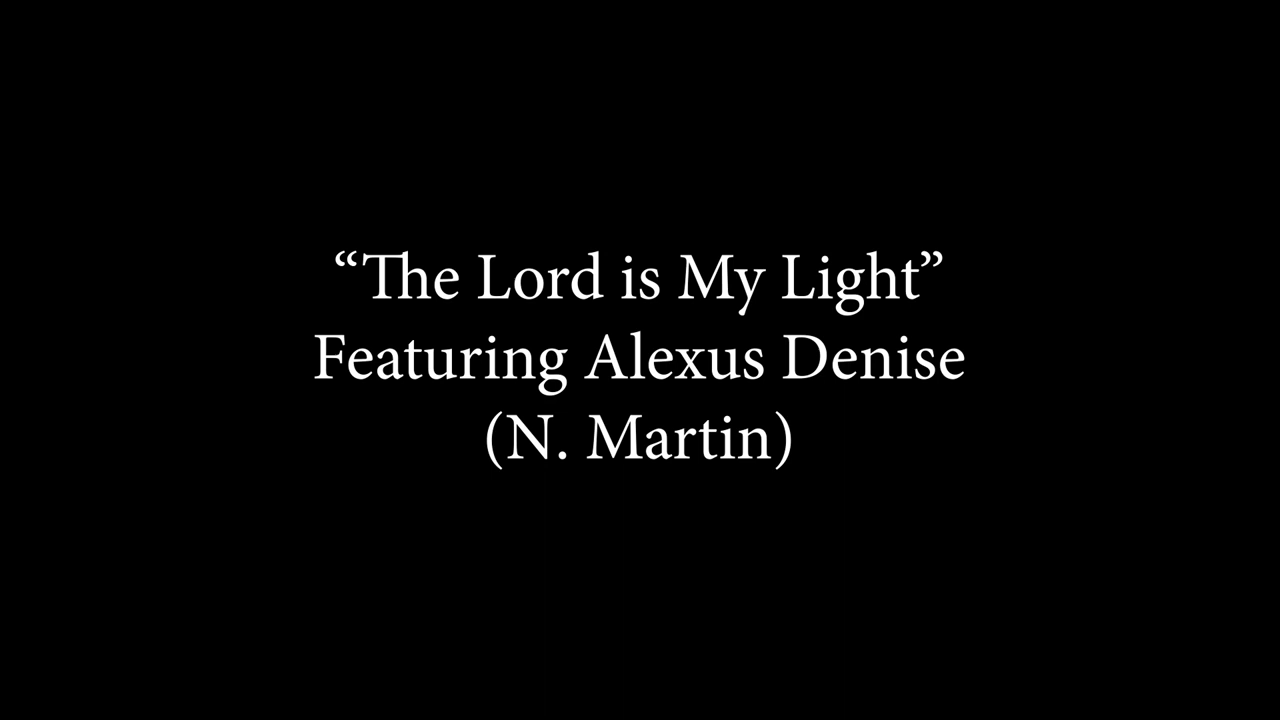 “The Lord is My Light”
Featuring Alexus Denise
(N. Martin)